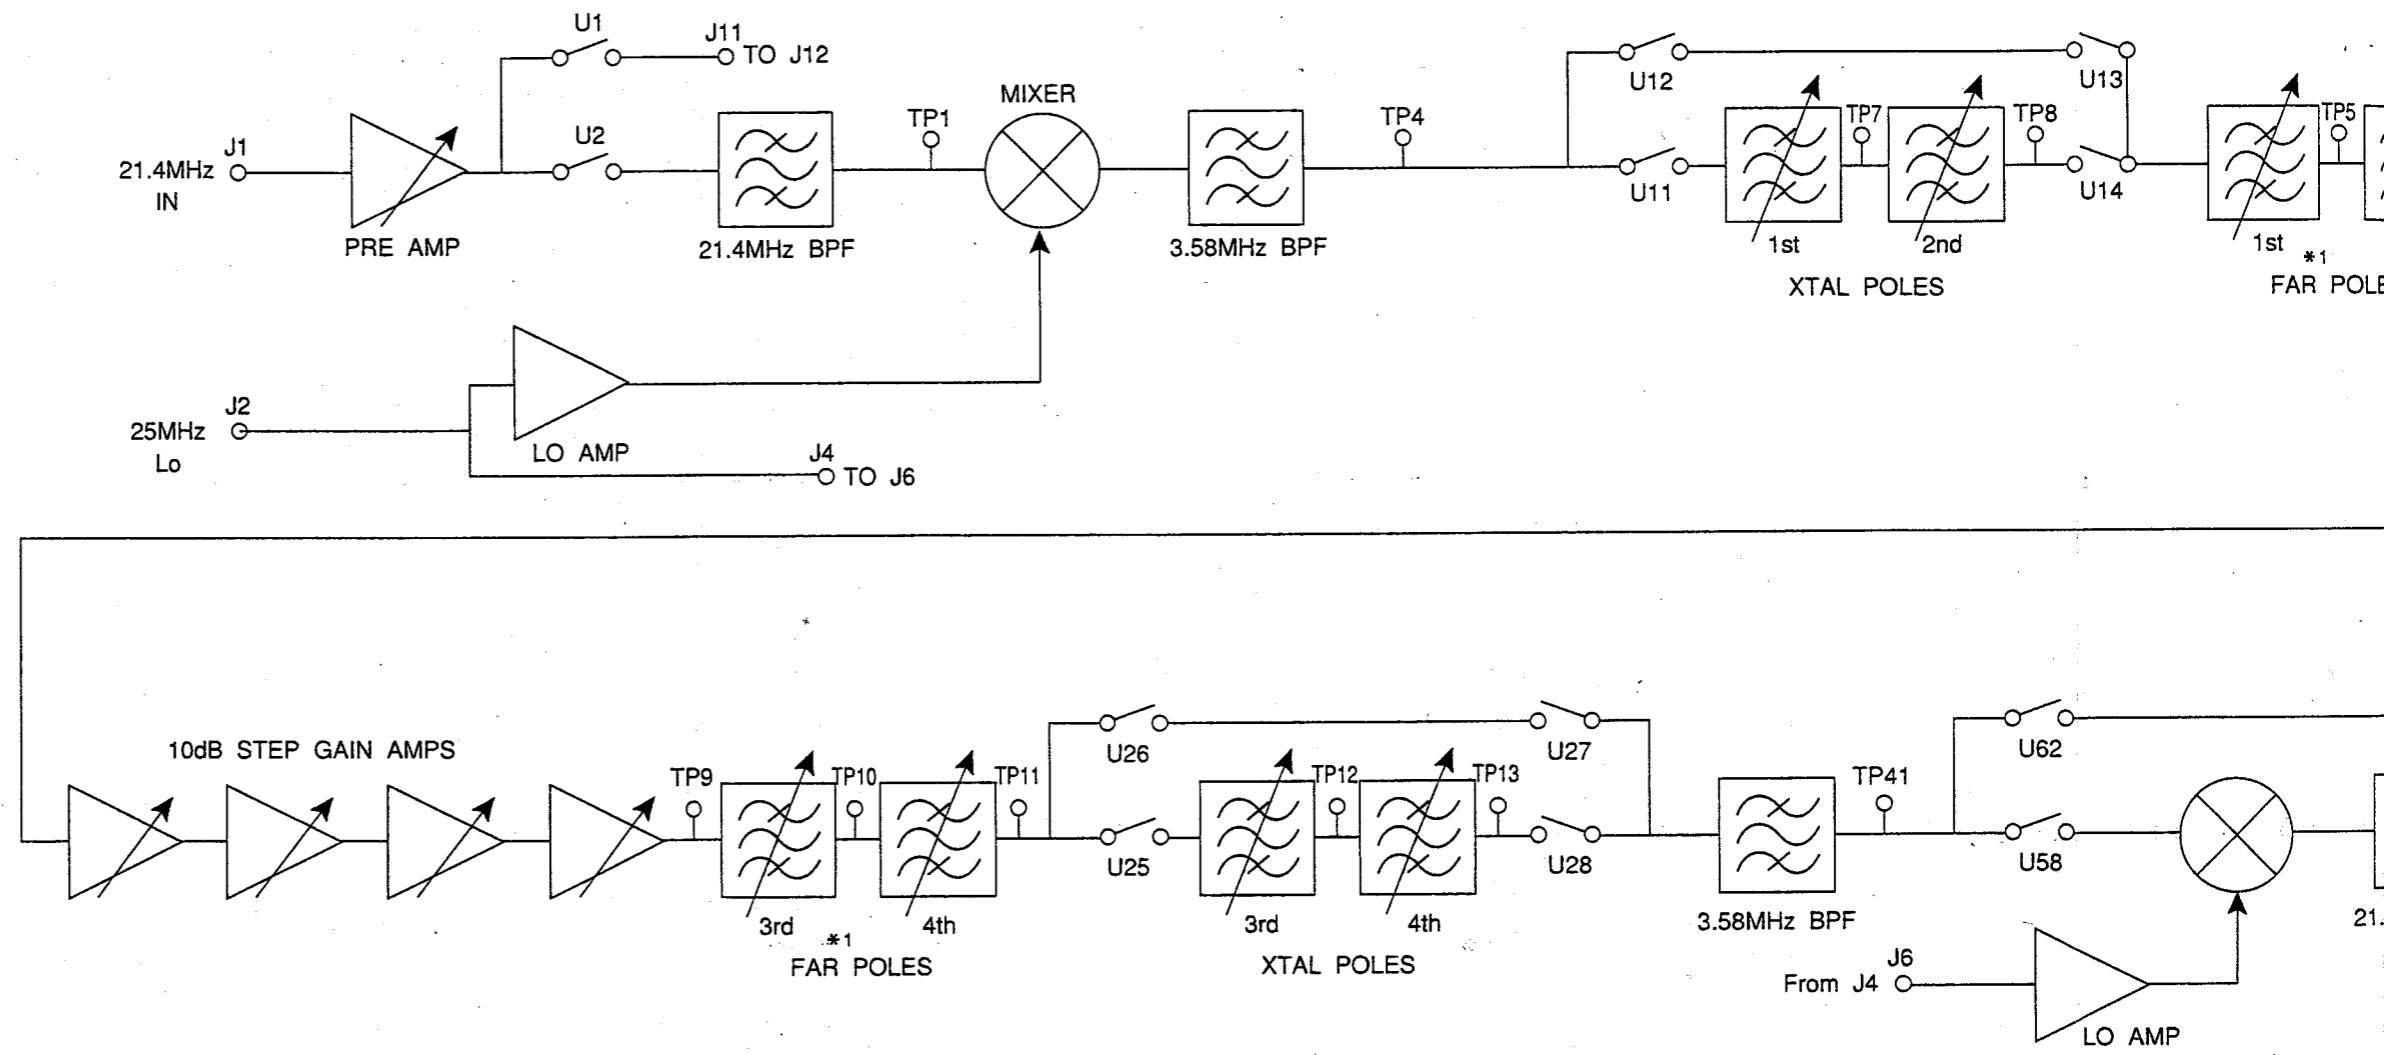 U1
J11
TO J12
J1
21.4MHz
IN
U2
PRE AMP
21.4MHz BPF
TP1
MIXER
3.58MHz BPF
TP4
U12
U13
U11
TP7
TP8
U14
1st
2nd
XTAL POLES
TP5
1st
*1
FAR POLE
J2
25MHz
Lo
LO AMP
J4
TO J6
10dB STEP GAIN AMPS
TP9
TP10
TP11
3rd
4th
*1
FAR POLES
U26
U27
U25
TP12
TP13
U28
3rd
4th
XTAL POLES
3.58MHz BPF
TP41
U62
U58
21.
From J4
J6
LO AMP